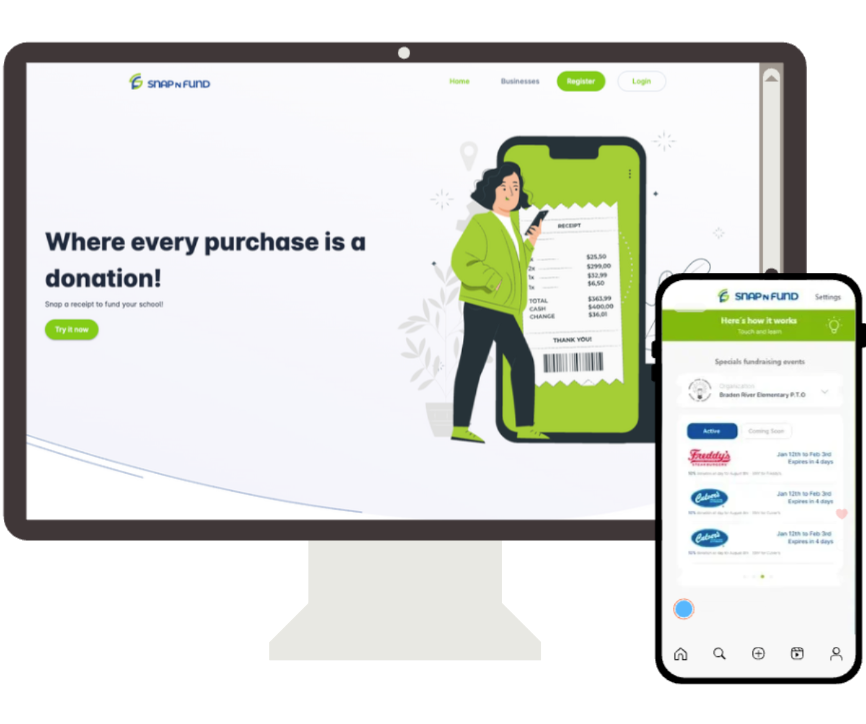 SNAP N FUND
Home
Businesses
Register
Login
Where every purchase is a
donation!
Snap a receipt to fund your school!
Try it now
RECEIPT
$25,50
2x $299,00
1x $32,99
1x $6,50
TOTAL $363,99
CASH $400,00
CHANGE $36,01
THANK YOU!
SNAP N FUND
Settings
Here's how it works
Touch and learn
Specials fundraising events
Organization
Braden River Elementary P.T.O
Active
Coming Soon
Freddy's
Jan 12th to Feb 3rd
Expires in 4 days
Culver's
Jan 12th to Feb 3rd
Expires in 4 days
Culver's
Jan 12th to Feb 3rd
Expires in 4 days